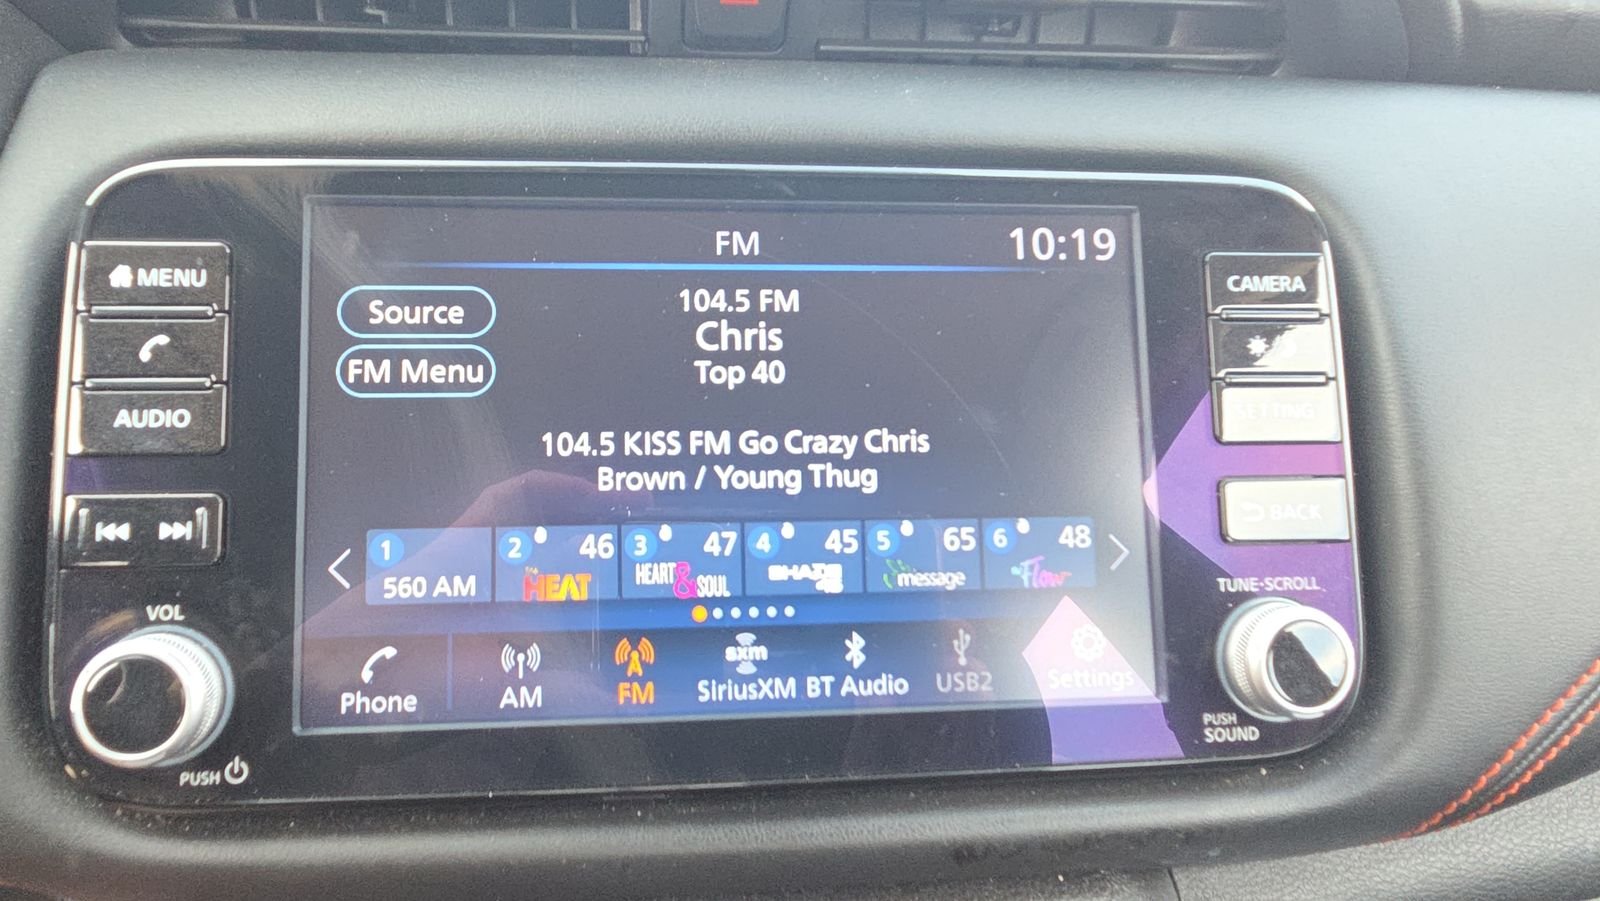 FM
10:19
MENU
CAMERA
Source
104.5 FM
Chris
FM Menu
Top 40
SETTING
AUDIO
104.5 KISS FM Go Crazy Chris
Brown / Young Thug
BACK
1
560 AM
2
46
HEAT
3
47
HEART & SOUL
4
45
SHADE 45
5
65
message
6
48
Flow
VOL
TUNE·SCROLL
Phone
AM
FM
sxm
SiriusXM
BT Audio
USB2
Settings
PUSH
PUSH
SOUND